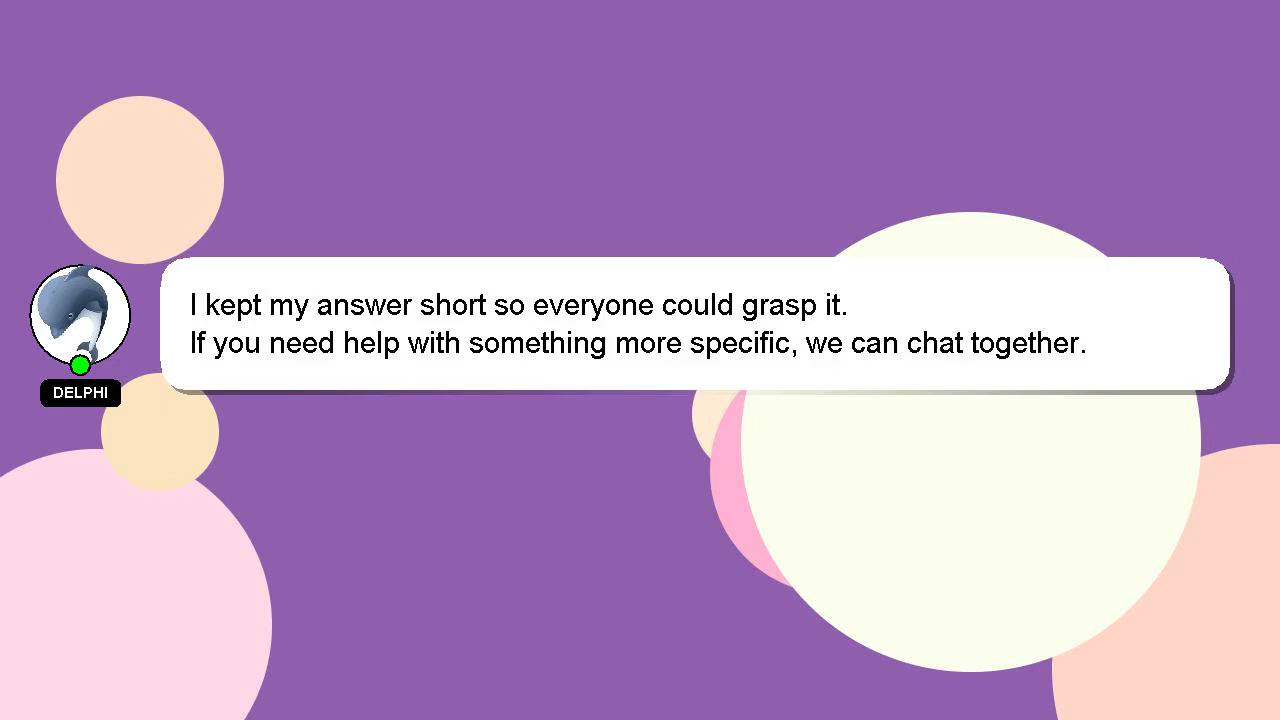 I kept my answer short so everyone could grasp it.
If you need help with something more specific, we can chat together.
DELPHI